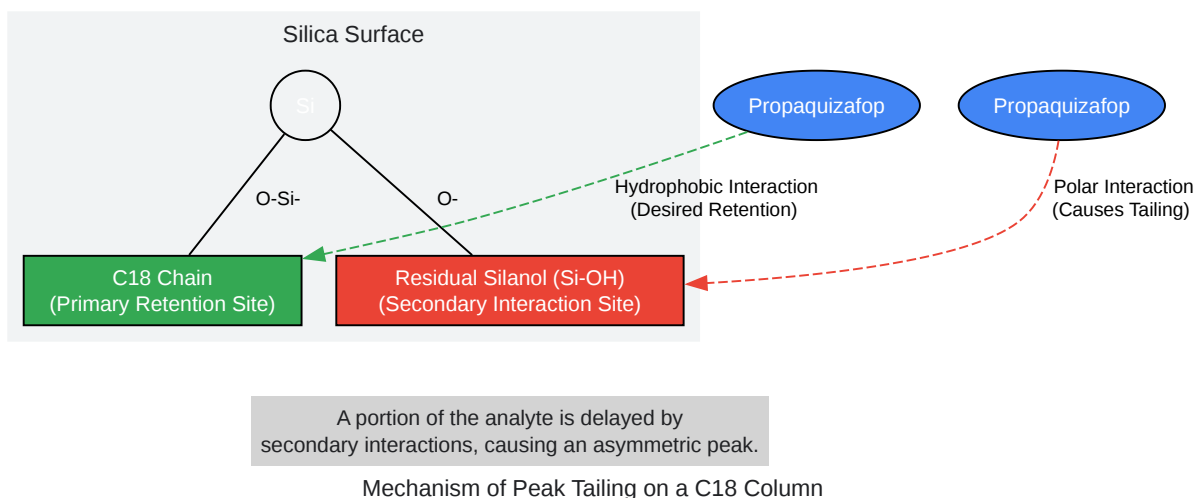 Silica Surface
Si
Propaquizafop
Propaquizafop
O-Si-
O-
Hydrophobic Interaction
(Desired Retention)
Polar Interaction
(Causes Tailing)
C18 Chain
(Primary Retention Site)
Residual Silanol (Si-OH)
(Secondary Interaction Site)
A portion of the analyte is delayed by
secondary interactions, causing an asymmetric peak.
Mechanism of Peak Tailing on a C18 Column